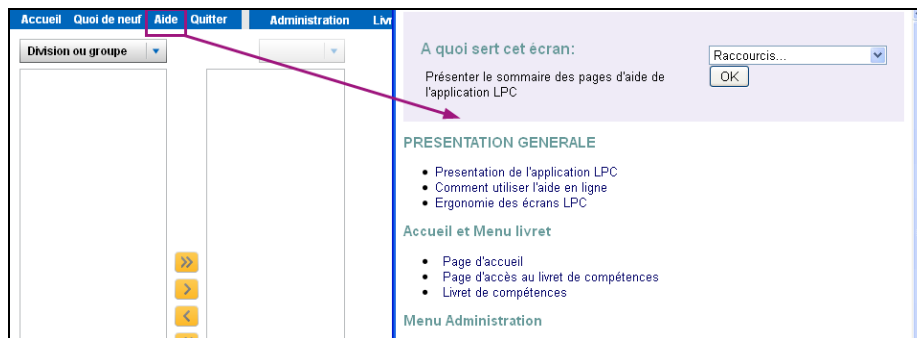 Accueil Quoi de neuf Aide Quitter Administration
Division ou groupe
A quoi sert cet écran:
Raccourcis...
Présenter le sommaire des pages d'aide de
l'application LPC
OK
PRESENTATION GENERALE
Presentation de l'application LPC
Comment utiliser l'aide en ligne
Ergonomie des écrans LPC
Accueil et Menu livret
Page d'accueil
Page d'accès au livret de compétences
Livret de compétences
Menu Administration